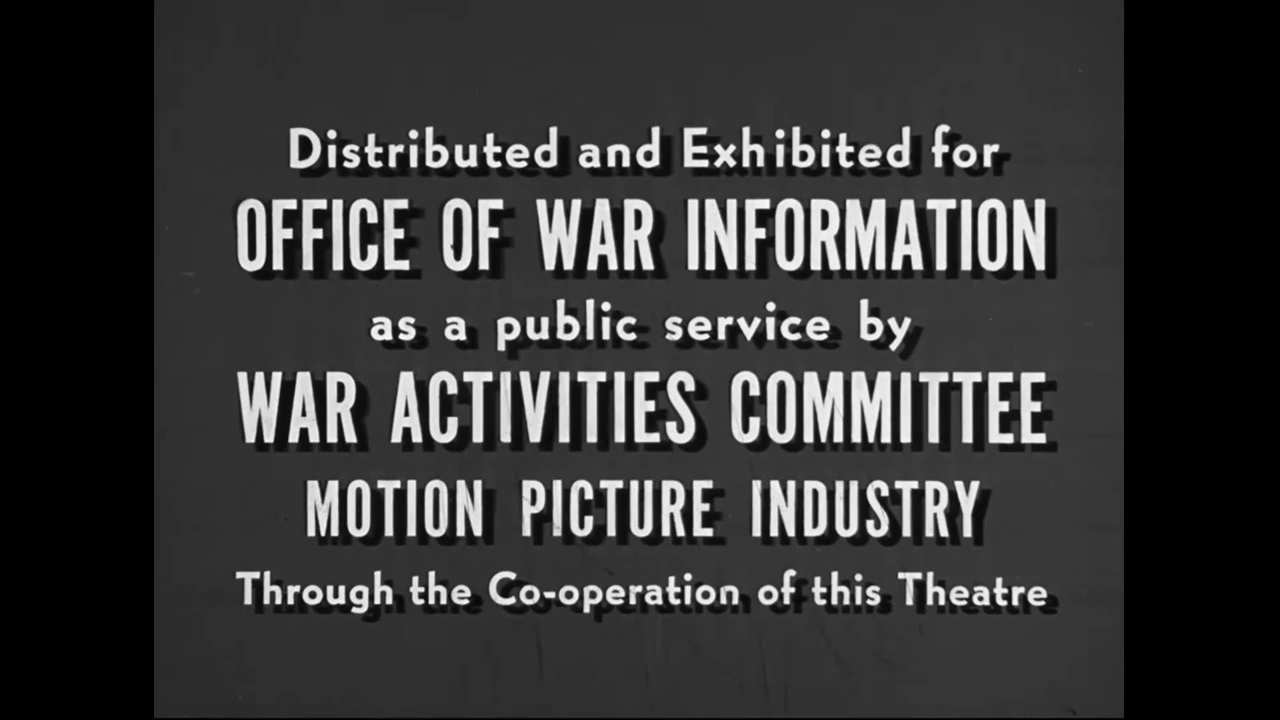 Distributed and Exhibited for
OFFICE OF WAR INFORMATION
as a public service by
WAR ACTIVITIES COMMITTEE
MOTION PICTURE INDUSTRY
Through the Co-operation of this Theatre